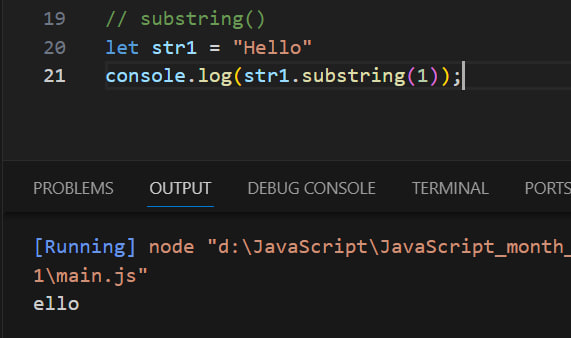 19 // substring()
20 let str1 = "Hello"
21 console.log(str1.substring(1));
PROBLEMS OUTPUT DEBUG CONSOLE TERMINAL PORTS
[Running] node "d:\JavaScript\JavaScript_month_
1\main.js"
ello